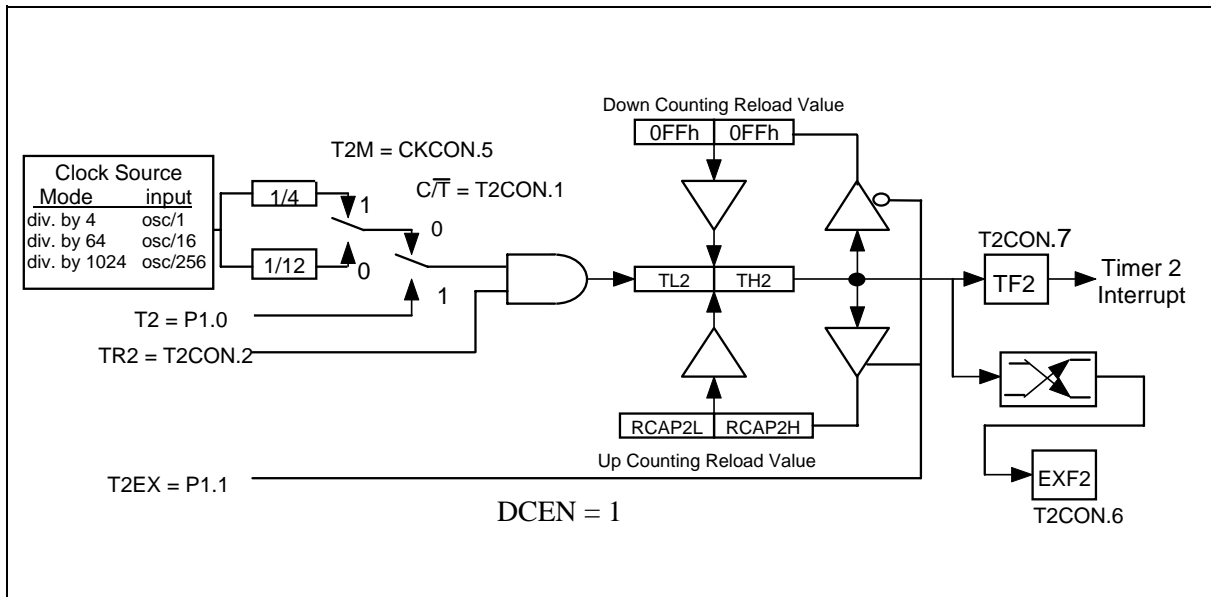 Down Counting Reload Value
0FFh 0FFh
T2M = CKCON.5
C/T̅ = T2CON.1
Clock Source
Mode input
div. by 4 osc/1
div. by 64 osc/16
div. by 1024 osc/256
1/4
1
0
1/12
0
1
T2 = P1.0
TR2 = T2CON.2
TL2 TH2
T2CON.7
TF2
Timer 2
Interrupt
RCAP2L RCAP2H
Up Counting Reload Value
T2EX = P1.1
EXF2
T2CON.6
DCEN = 1